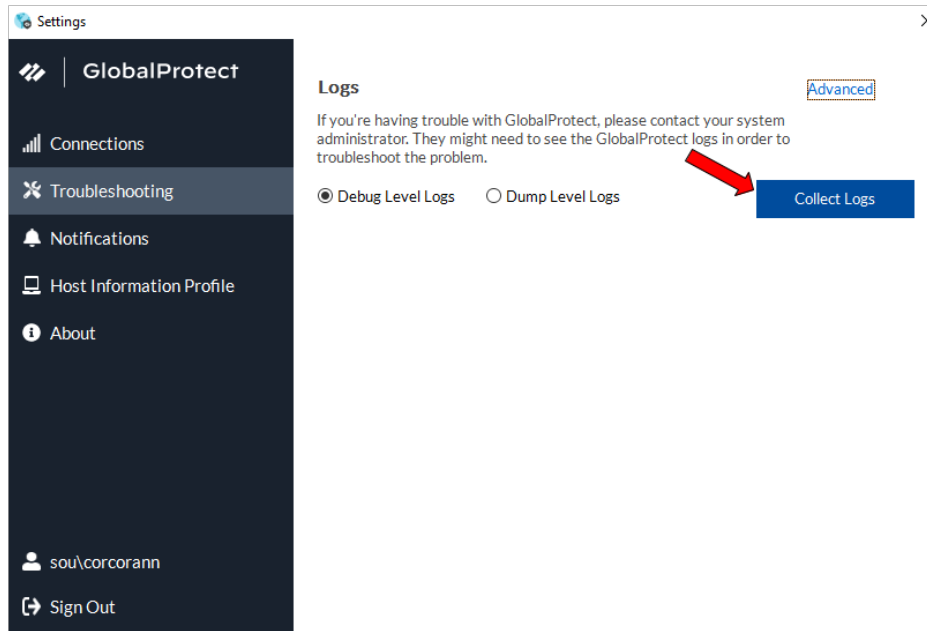 Settings
GlobalProtect
Connections
Troubleshooting
Notifications
Host Information Profile
About
sou\corcorann
Sign Out
Logs
Advanced
If you're having trouble with GlobalProtect, please contact your system
administrator. They might need to see the GlobalProtect logs in order to
troubleshoot the problem.
Debug Level Logs
Dump Level Logs
Collect Logs